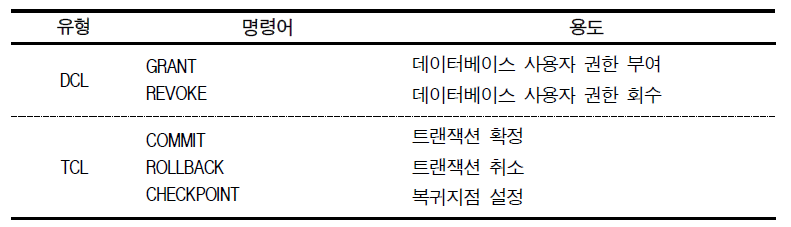 유형 명령어 용도
DCL
GRANT 데이터베이스 사용자 권한 부여
REVOKE 데이터베이스 사용자 권한 회수
TCL
COMMIT 트랜잭션 확정
ROLLBACK 트랜잭션 취소
CHECKPOINT 복귀지점 설정